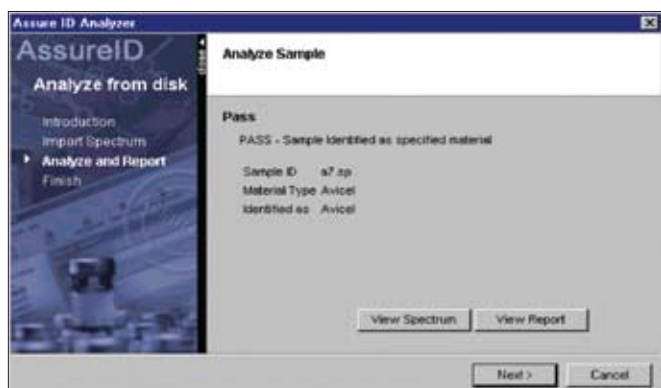 Assure ID Analyzer
AssureID
close
Analyze from disk
Introduction
Import Spectrum
Analyze and Report
Finish
Analyze Sample
Pass
PASS - Sample Identified as specified material
Sample ID a7.sp
Material Type Avicel
Identified as Avicel
View Spectrum
View Report
Next >
Cancel